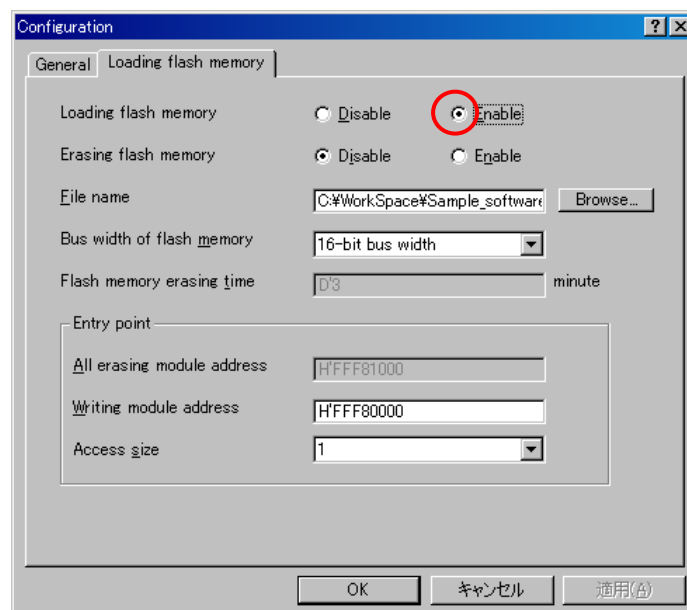 Configuration
General Loading flash memory
Loading flash memory Disable Enable
Erasing flash memory Disable Enable
File name C:¥WorkSpace¥Sample_software Browse...
Bus width of flash memory 16-bit bus width
Flash memory erasing time D'3 minute
Entry point
All erasing module address H'FFF81000
Writing module address H'FFF80000
Access size 1
OK キャンセル 適用(A)